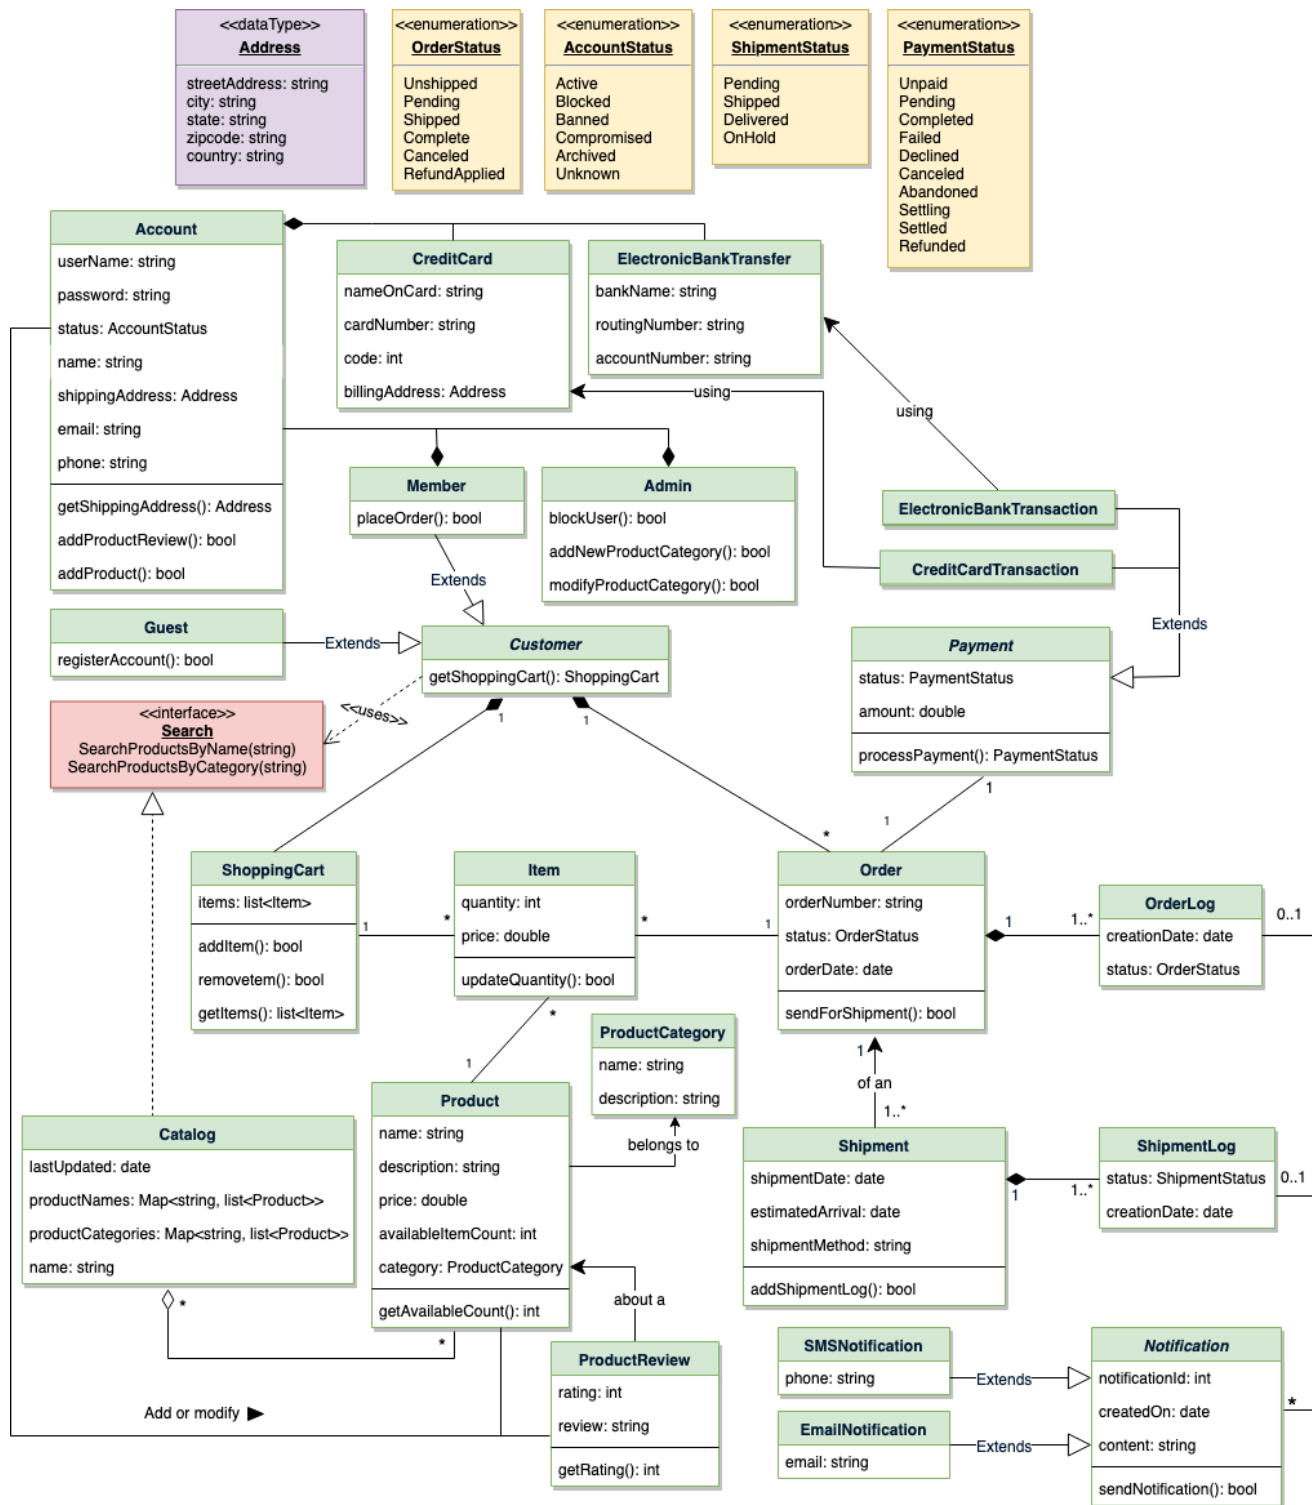 <<dataType>>
Address
streetAddress: string
city: string
state: string
zipcode: string
country: string
<<enumeration>>
OrderStatus
Unshipped
Pending
Shipped
Complete
Canceled
RefundApplied
<<enumeration>>
AccountStatus
Active
Blocked
Banned
Compromised
Archived
Unknown
<<enumeration>>
ShipmentStatus
Pending
Shipped
Delivered
OnHold
<<enumeration>>
PaymentStatus
Unpaid
Pending
Completed
Failed
Declined
Canceled
Abandoned
Settling
Settled
Refunded
Account
userName: string
password: string
status: AccountStatus
name: string
shippingAddress: Address
email: string
phone: string
getShippingAddress(): Address
addProductReview(): bool
addProduct(): bool
CreditCard
nameOnCard: string
cardNumber: string
code: int
billingAddress: Address
ElectronicBankTransfer
bankName: string
routingNumber: string
accountNumber: string
using
using
Member
placeOrder(): bool
Admin
blockUser(): bool
addNewProductCategory(): bool
modifyProductCategory(): bool
ElectronicBankTransaction
CreditCardTransaction
Extends
Extends
Guest
registerAccount(): bool
Extends
Customer
getShoppingCart(): ShoppingCart
Payment
status: PaymentStatus
amount: double
processPayment(): PaymentStatus
<<uses>>
<<interface>>
Search
SearchProductsByName(string)
SearchProductsByCategory(string)
1
1
1
1
*
ShoppingCart
items: list<Item>
addItem(): bool
removetem(): bool
getItems(): list<Item>
1
*
Item
quantity: int
price: double
updateQuantity(): bool
*
1
Order
orderNumber: string
status: OrderStatus
orderDate: date
sendForShipment(): bool
1
1..*
OrderLog
creationDate: date
status: OrderStatus
0..1
*
1
ProductCategory
name: string
description: string
1
of an
1..*
belongs to
Catalog
lastUpdated: date
productNames: Map<string, list<Product>>
productCategories: Map<string, list<Product>>
name: string
Product
name: string
description: string
price: double
availableItemCount: int
category: ProductCategory
getAvailableCount(): int
Shipment
shipmentDate: date
estimatedArrival: date
shipmentMethod: string
addShipmentLog(): bool
1
1..*
ShipmentLog
status: ShipmentStatus
creationDate: date
0..1
*
*
about a
ProductReview
rating: int
review: string
getRating(): int
Add or modify
SMSNotification
phone: string
Extends
EmailNotification
email: string
Extends
Notification
notificationId: int
createdOn: date
content: string
sendNotification(): bool
*